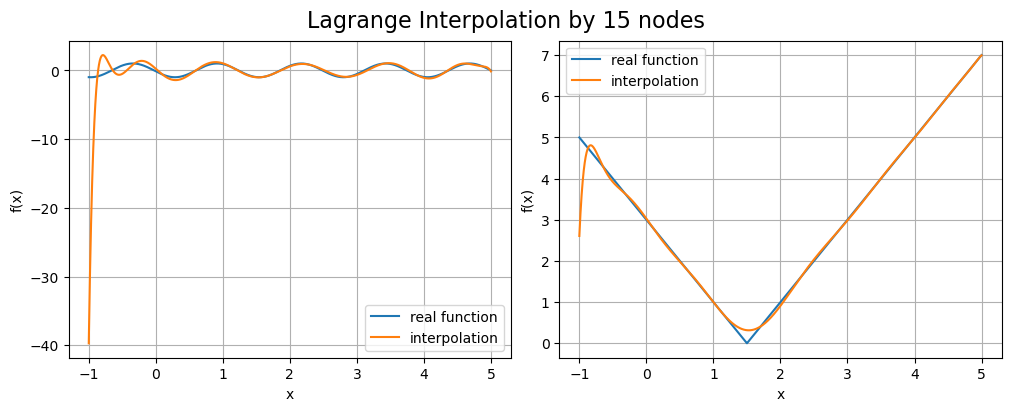 Lagrange Interpolation by 15 nodes
0
−10
−20
−30
−40
f(x)
−1 0 1 2 3 4 5
x
real function
interpolation
7
6
5
4
3
2
1
0
f(x)
−1 0 1 2 3 4 5
x
real function
interpolation